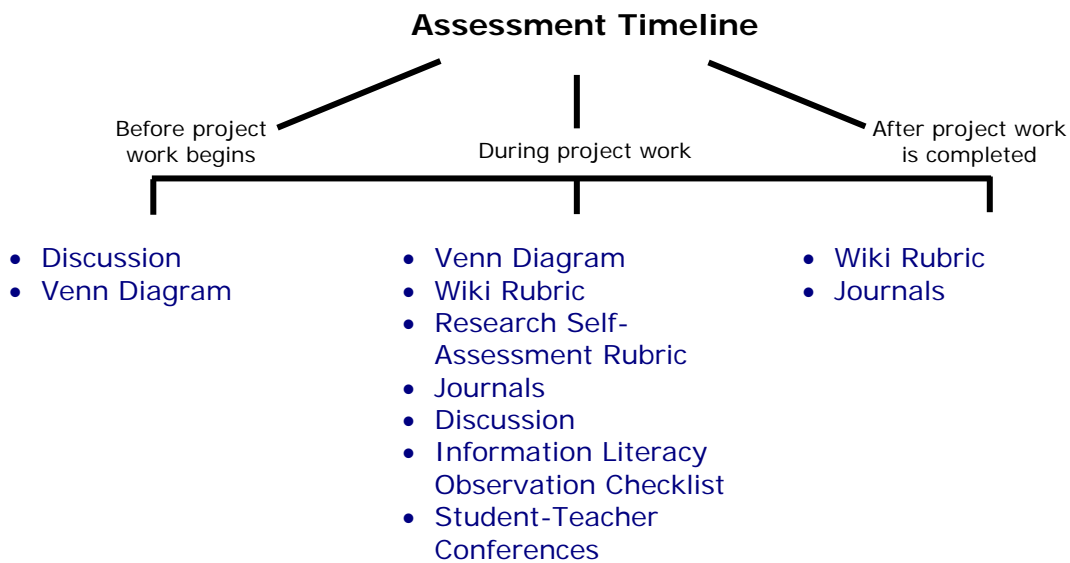 Assessment Timeline
Before project
work begins
During project work
After project work
is completed
• Discussion
• Venn Diagram
• Venn Diagram
• Wiki Rubric
• Research Self-
Assessment Rubric
• Journals
• Discussion
• Information Literacy
Observation Checklist
• Student-Teacher
Conferences
• Wiki Rubric
• Journals